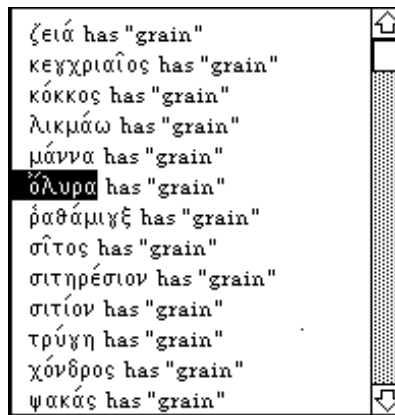 ζειά has "grain"
κεγχριαῖος has "grain"
κόκκος has "grain"
λικμάω has "grain"
μάννα has "grain"
ὄλυρα has "grain"
ῥαθάμιγξ has "grain"
σῖτος has "grain"
σιτηρέσιον has "grain"
σιτίον has "grain"
τρύγη has "grain"
χόνδρος has "grain"
ψακάς has "grain"